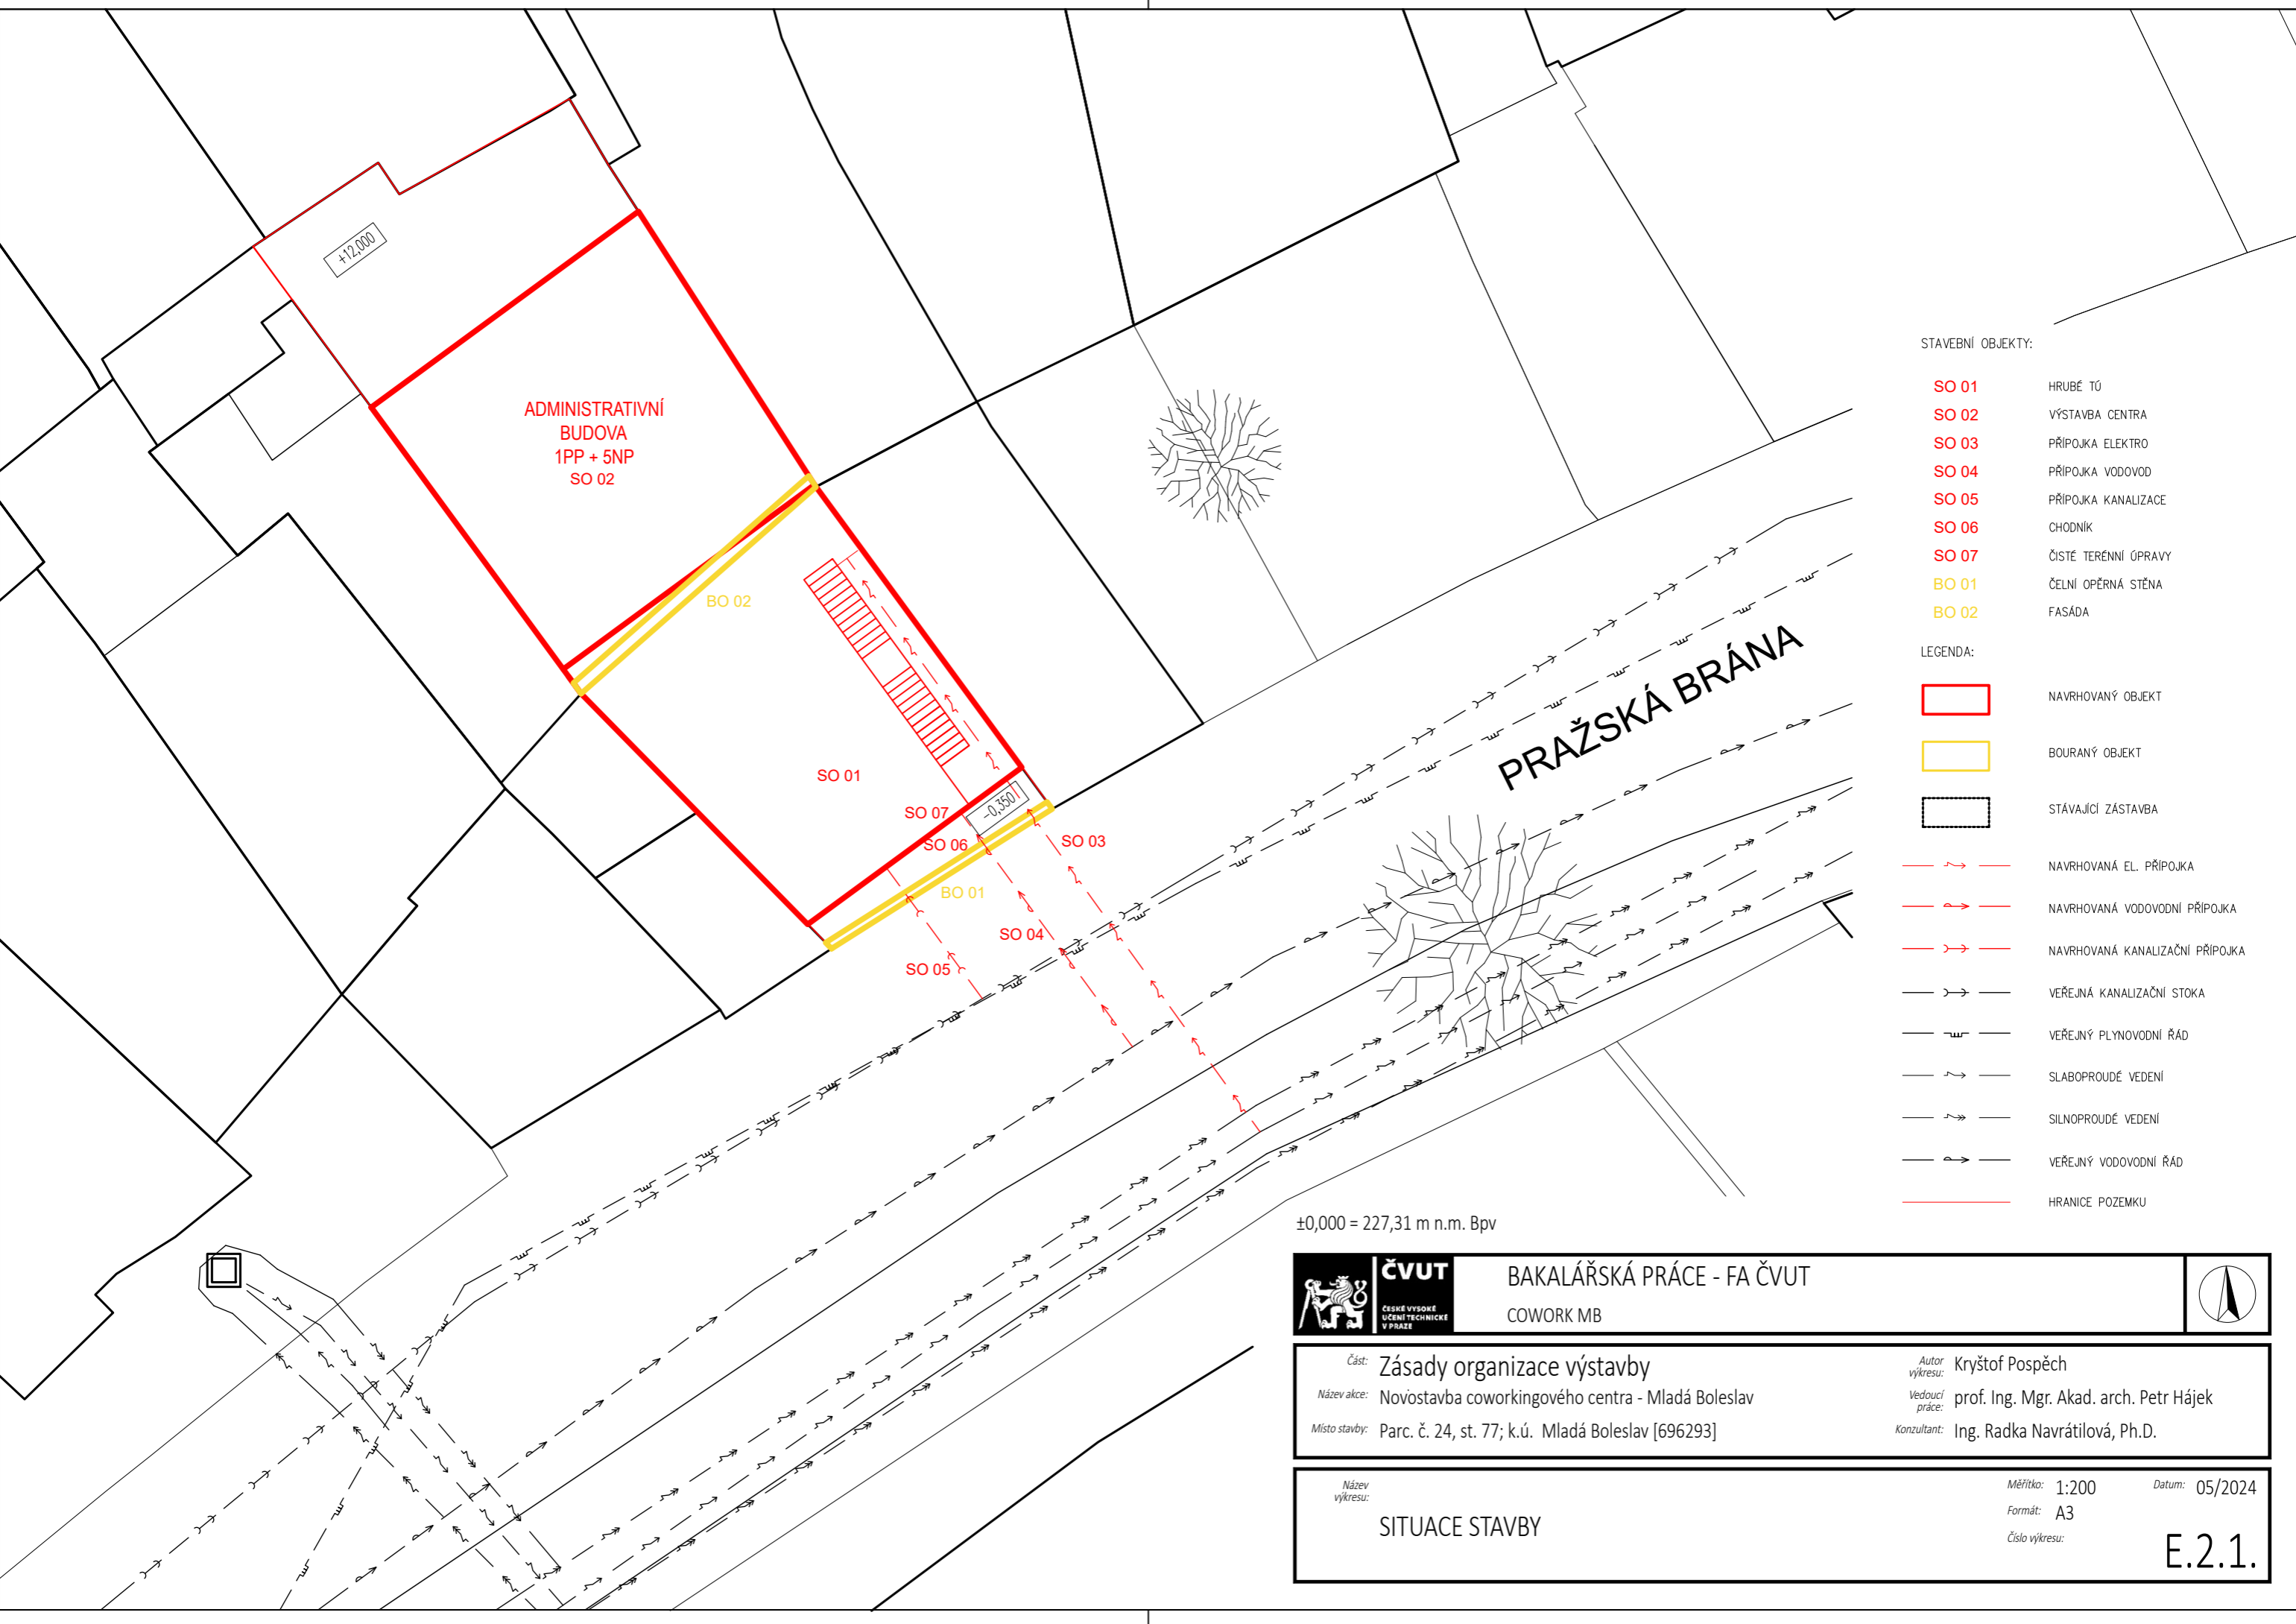 +12,000
ADMINISTRATIVNÍ
BUDOVA
1PP + 5NP
SO 02
BO 02
SO 01
SO 07
-0,350
SO 06
SO 03
BO 01
SO 04
SO 05
PRAŽSKÁ BRÁNA
STAVEBNÍ OBJEKTY:
SO 01 HRUBÉ TÚ
SO 02 VÝSTAVBA CENTRA
SO 03 PŘÍPOJKA ELEKTRO
SO 04 PŘÍPOJKA VODOVOD
SO 05 PŘÍPOJKA KANALIZACE
SO 06 CHODNÍK
SO 07 ČISTÉ TERÉNNÍ ÚPRAVY
BO 01 ČELNÍ OPĚRNÁ STĚNA
BO 02 FASÁDA
LEGENDA:
NAVRHOVANÝ OBJEKT
BOURANÝ OBJEKT
STÁVAJÍCÍ ZÁSTAVBA
NAVRHOVANÁ EL. PŘÍPOJKA
NAVRHOVANÁ VODOVODNÍ PŘÍPOJKA
NAVRHOVANÁ KANALIZAČNÍ PŘÍPOJKA
VEŘEJNÁ KANALIZAČNÍ STOKA
VEŘEJNÝ PLYNOVODNÍ ŘÁD
SLABOPROUDÉ VEDENÍ
SILNOPROUDÉ VEDENÍ
VEŘEJNÝ VODOVODNÍ ŘÁD
HRANICE POZEMKU
±0,000 = 227,31 m n.m. Bpv
ČVUT
ČESKÉ VYSOKÉ
UČENÍ TECHNICKÉ
V PRAZE
BAKALÁŘSKÁ PRÁCE - FA ČVUT
COWORK MB
Část: Zásady organizace výstavby
Název akce: Novostavba coworkingového centra - Mladá Boleslav
Místo stavby: Parc. č. 24, st. 77; k.ú. Mladá Boleslav [696293]
Autor
výkresu: Kryštof Pospěch
Vedoucí
práce: prof. Ing. Mgr. Akad. arch. Petr Hájek
Konzultant: Ing. Radka Navrátilová, Ph.D.
Název
výkresu:
SITUACE STAVBY
Měřítko: 1:200 Datum: 05/2024
Formát: A3
Číslo výkresu:
E.2.1.